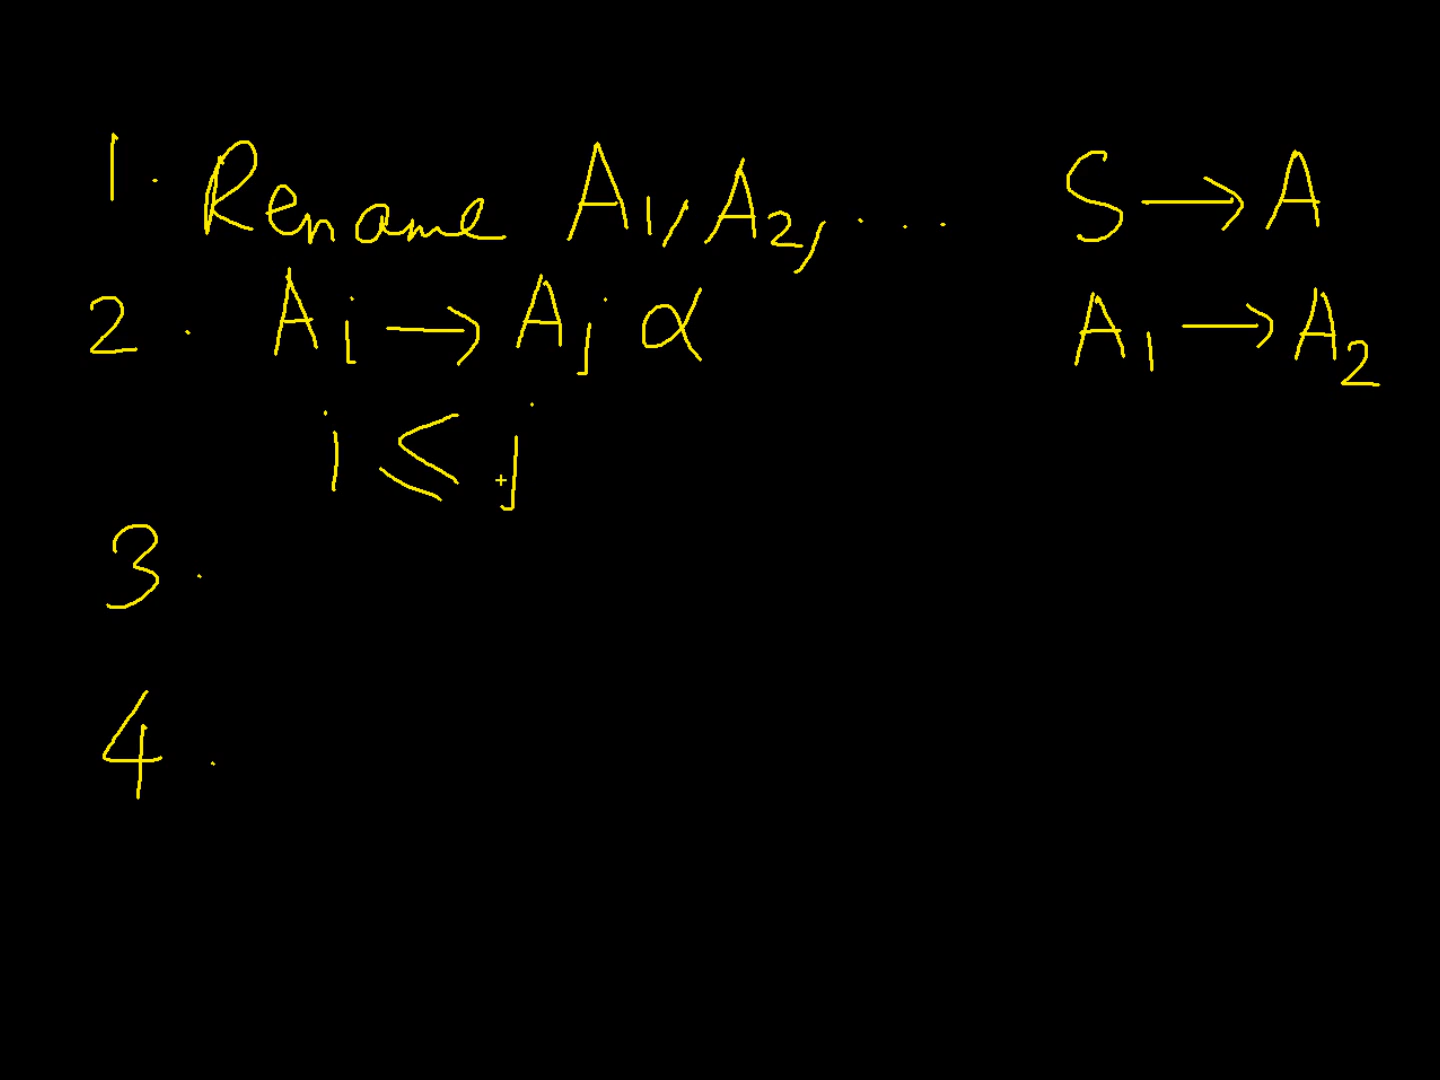 1. Rename A₁, A₂, ... S → A
2. Aᵢ → Aⱼ α A₁ → A₂
i ≤ j
3.
4.